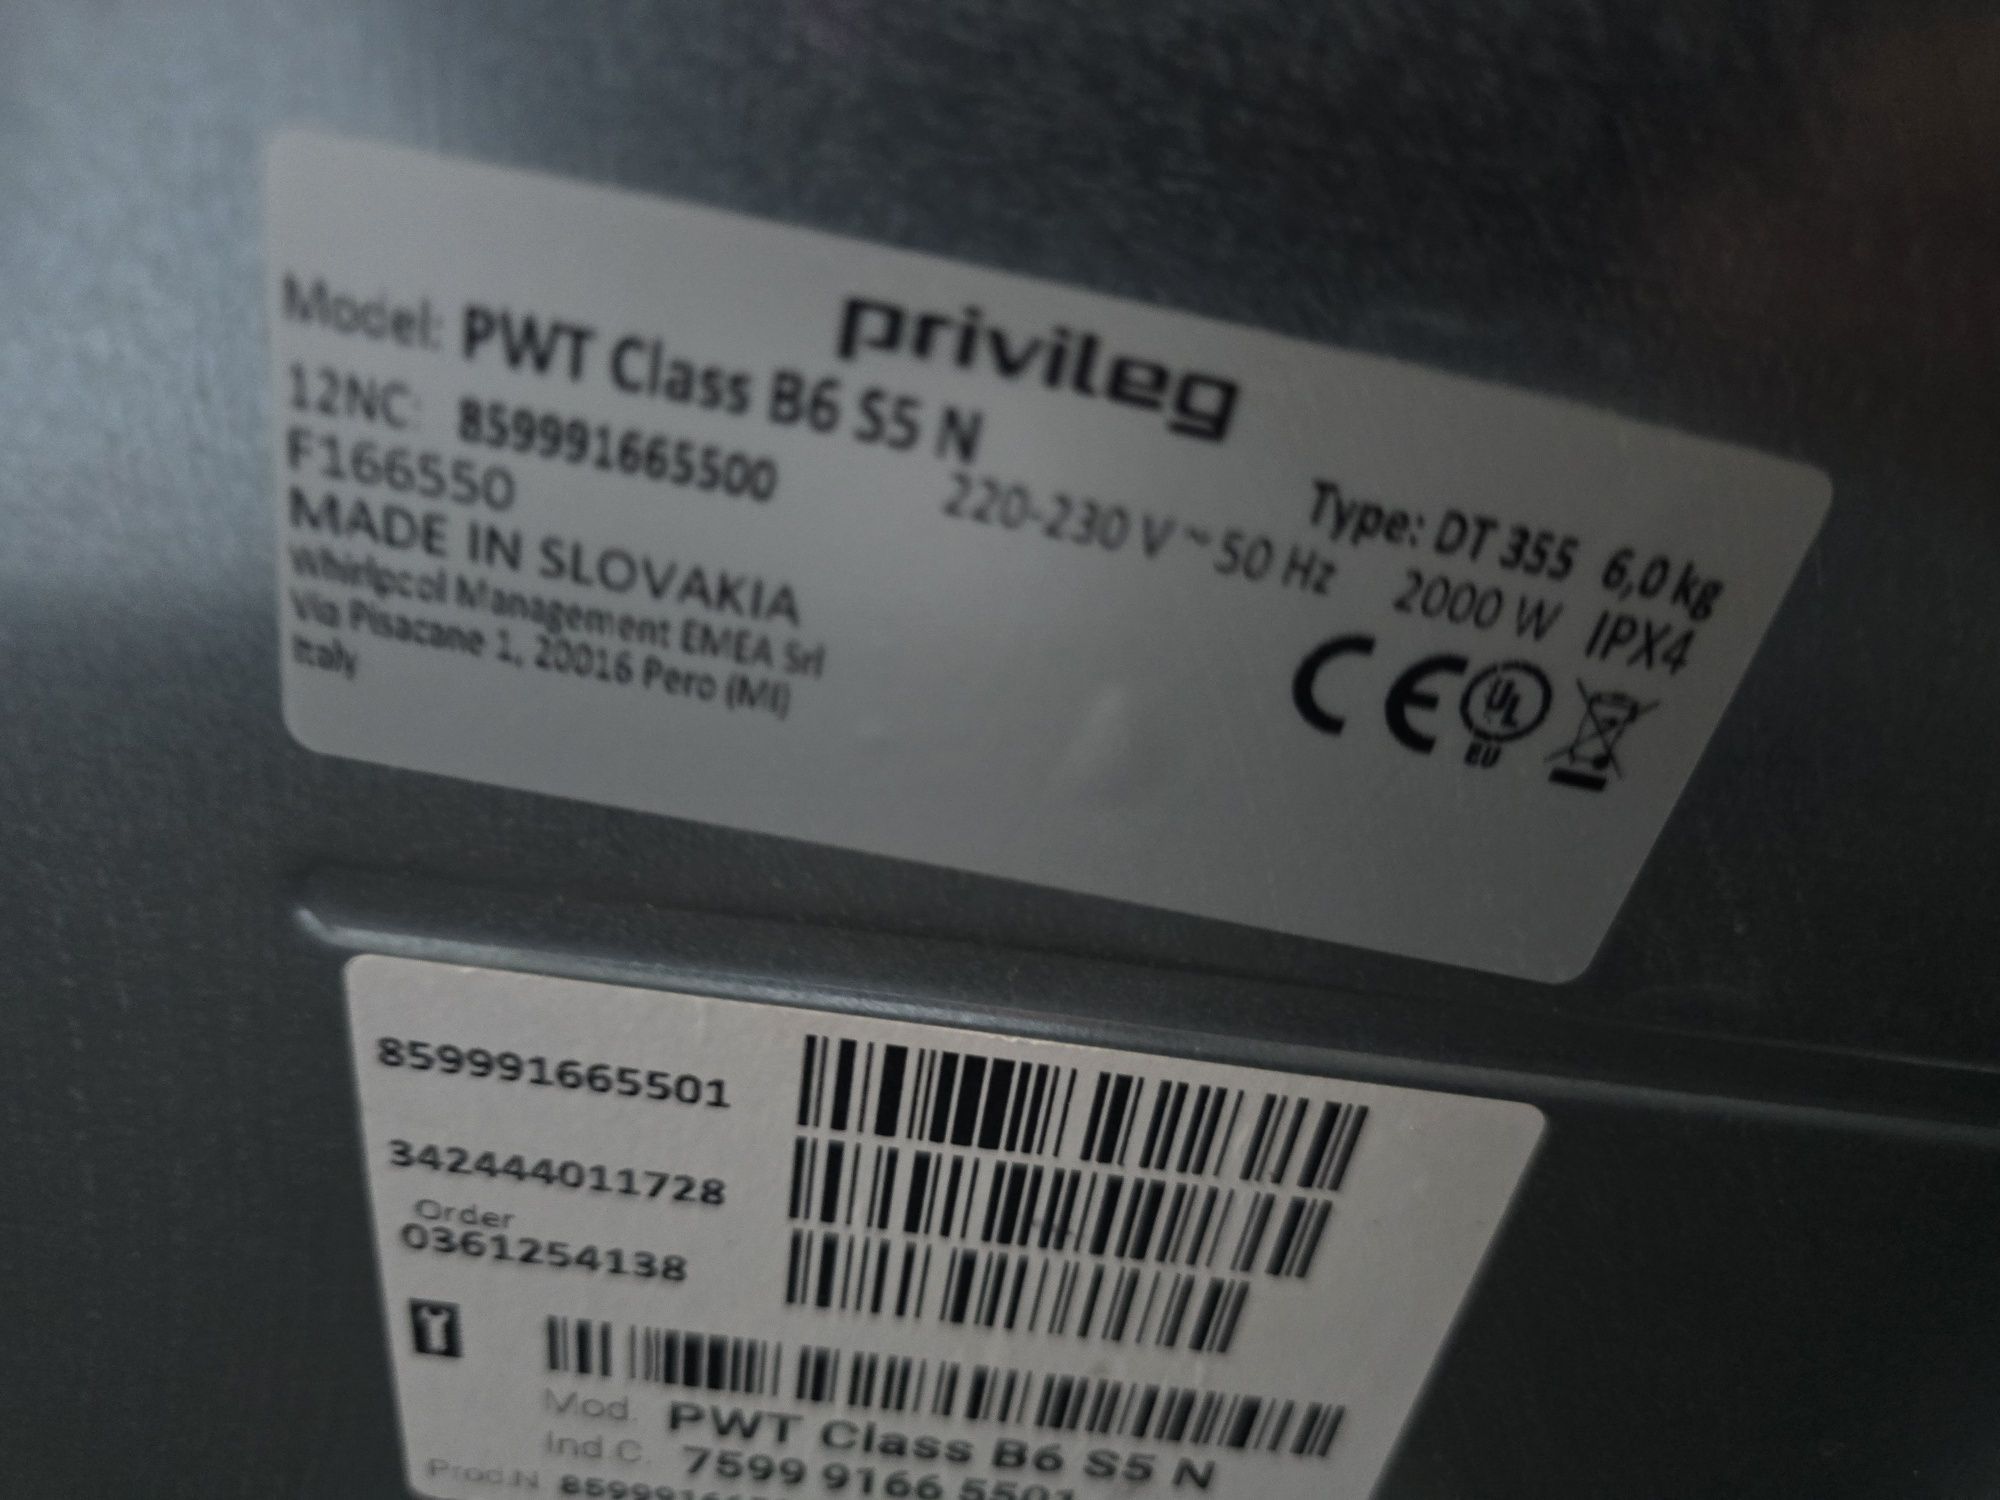 privileg
Model: PWT Class B6 S5 N
Type: DT 355 6,0 kg
12NC: 859991665500
220-230 V ~ 50 Hz 2000 W IPX4
F166550
MADE IN SLOVAKIA
Whirlpool Management EMEA Srl
Via Pisacane 1, 20016 Pero (MI)
Italy
CE
UL
EU
859991665501
342444011728
Order
0361254138
Mod. PWT Class B6 S5 N
Ind.C. 7599 9166 5501
Prod.N.